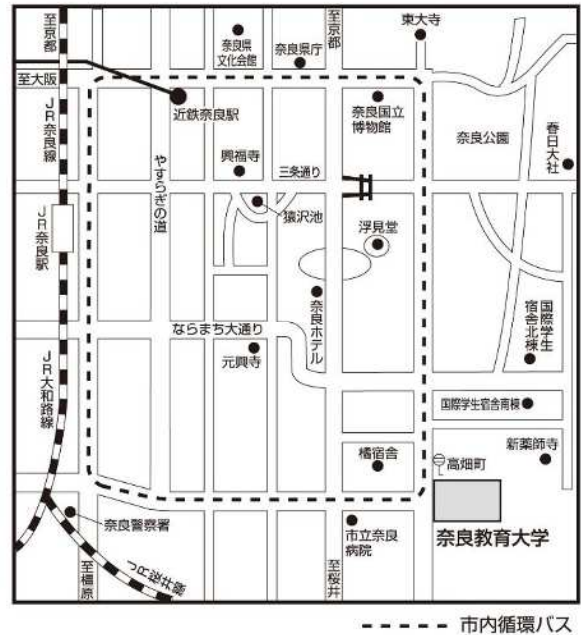 至京都
至京都
東大寺
奈良県
文化会館
奈良県庁
至大阪
近鉄奈良駅
奈良国立
博物館
奈良公園
春日大社
JR奈良線
やすらぎの道
興福寺
三条通り
猿沢池
浮見堂
JR奈良駅
奈良ホテル
国際学生
宿舎北棟
ならまち大通り
元興寺
JR大和路線
国際学生宿舎南棟
橘宿舎
高畑町
新薬師寺
奈良警察署
市立奈良
病院
奈良教育大学
至橿原
JR桜井線
至桜井
市内循環バス